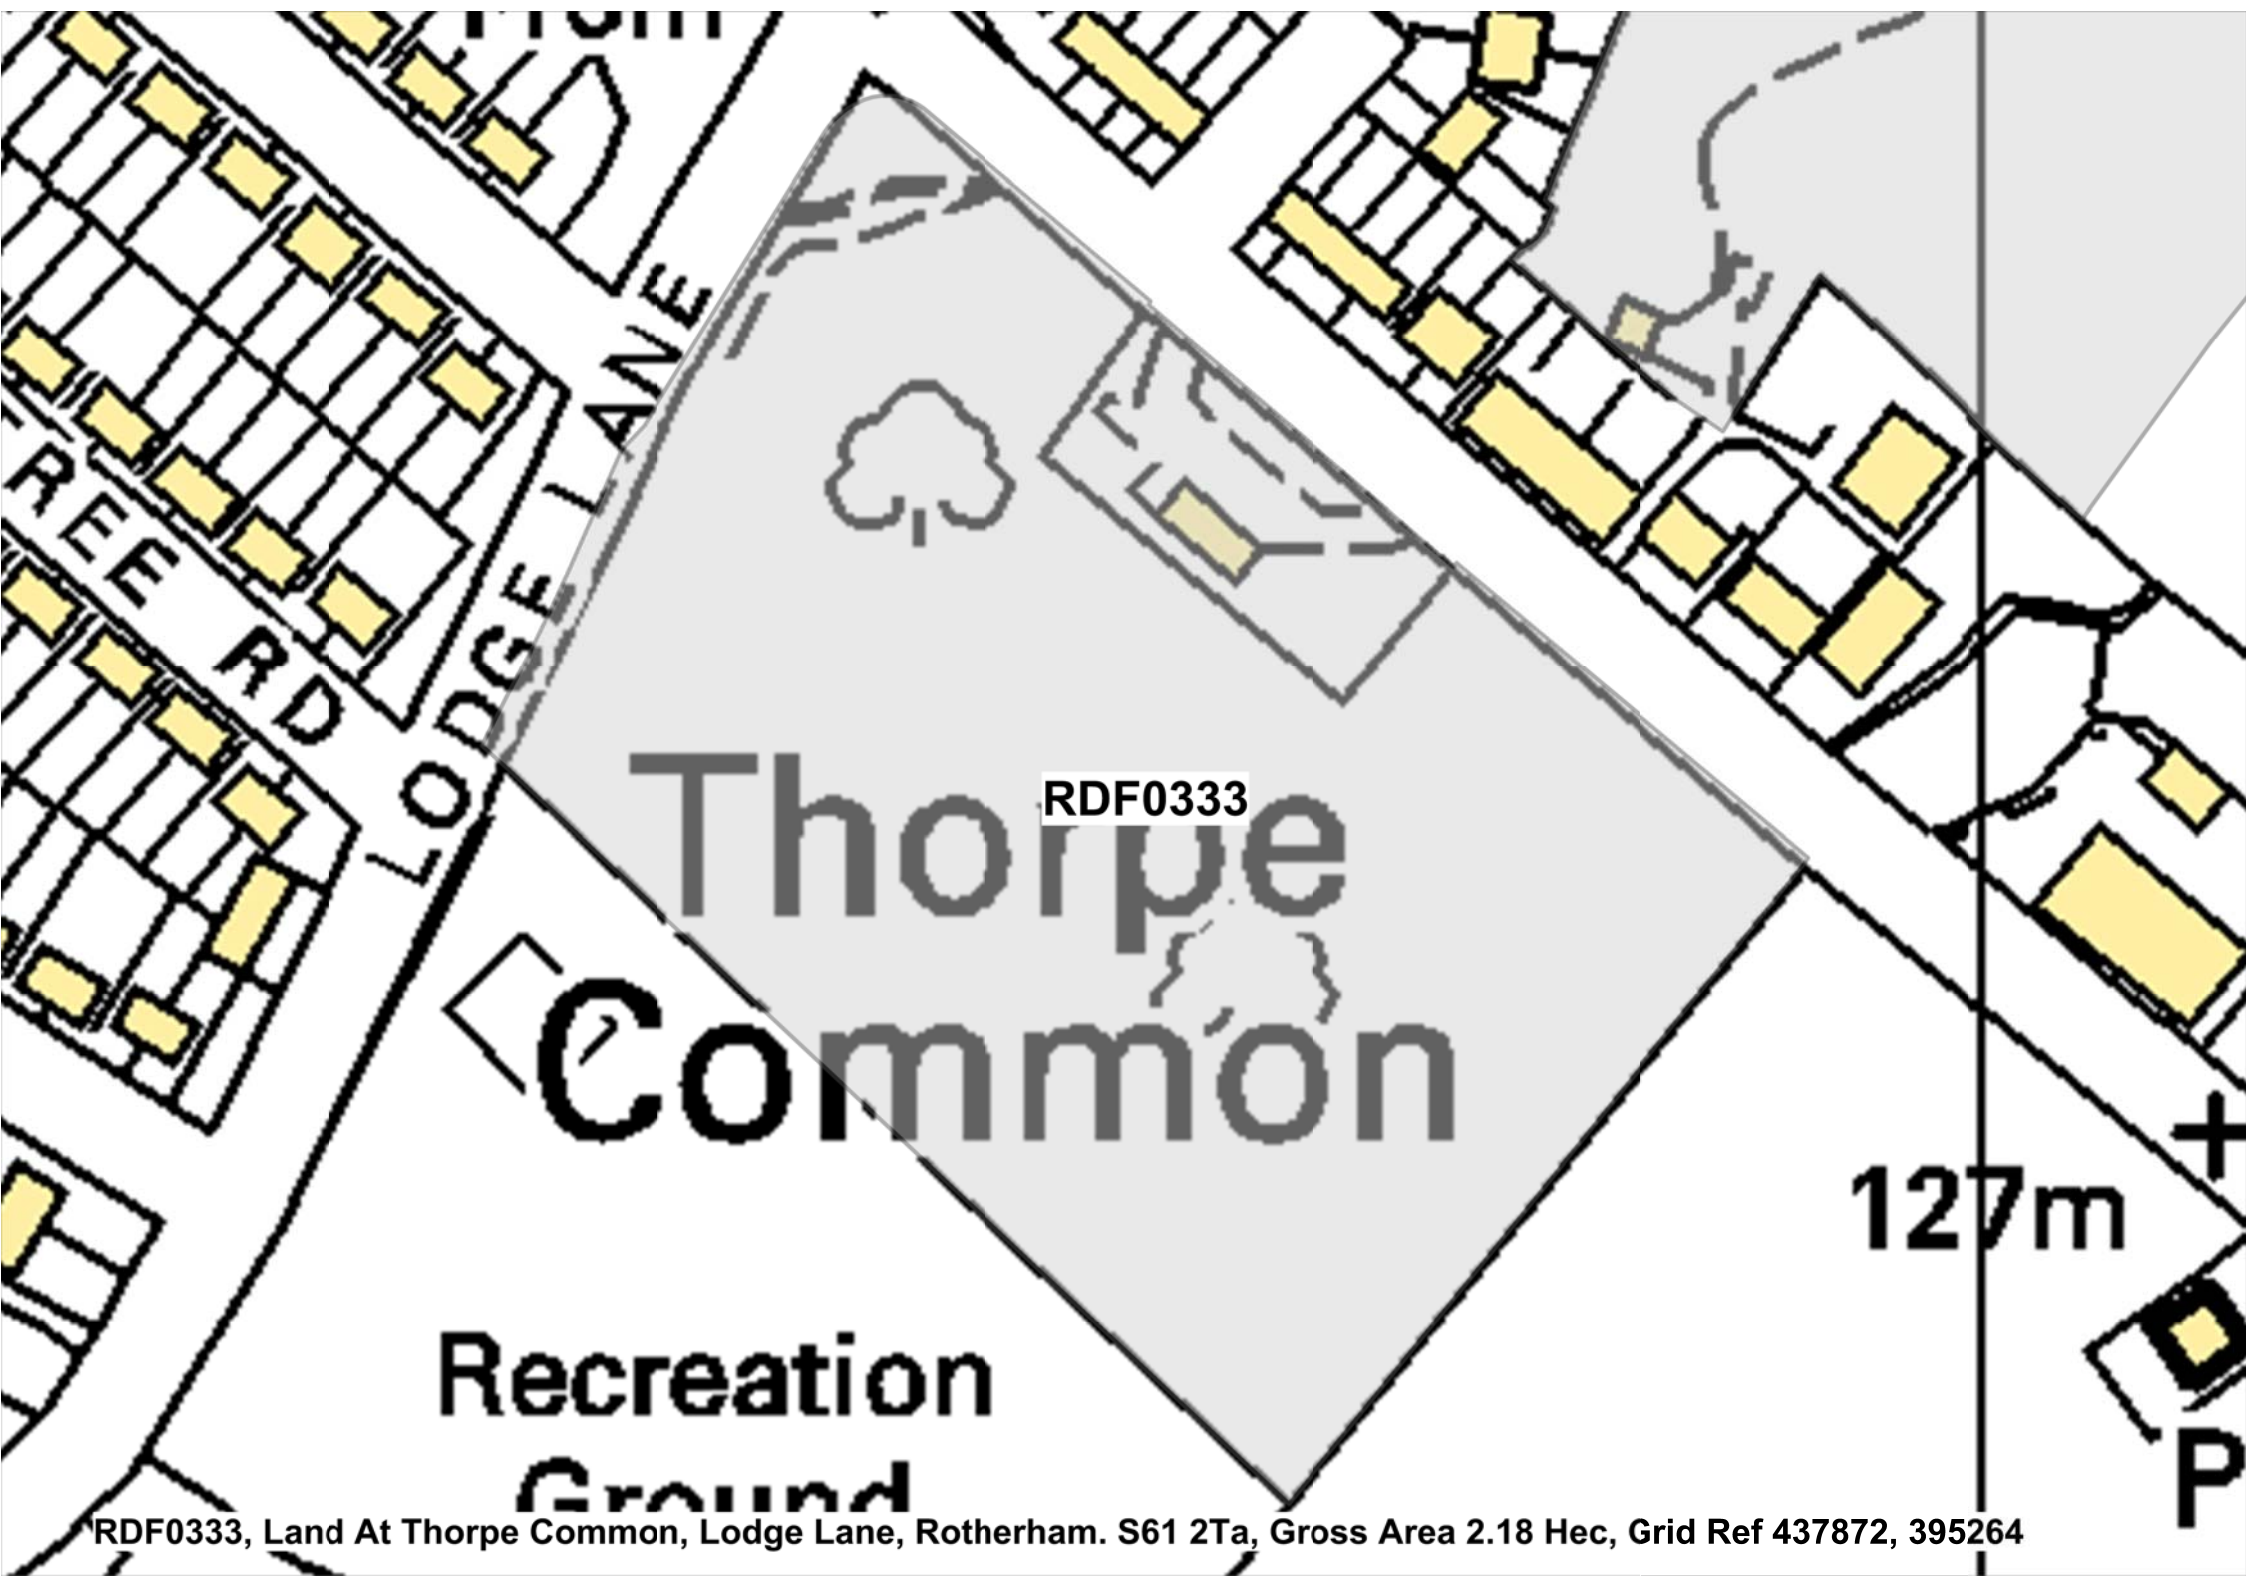 LODGE LANE
REE RD
RDF0333
Thorpe
Common
127m
Recreation
Ground
P
RDF0333, Land At Thorpe Common, Lodge Lane, Rotherham. S61 2Ta, Gross Area 2.18 Hec, Grid Ref 437872, 395264